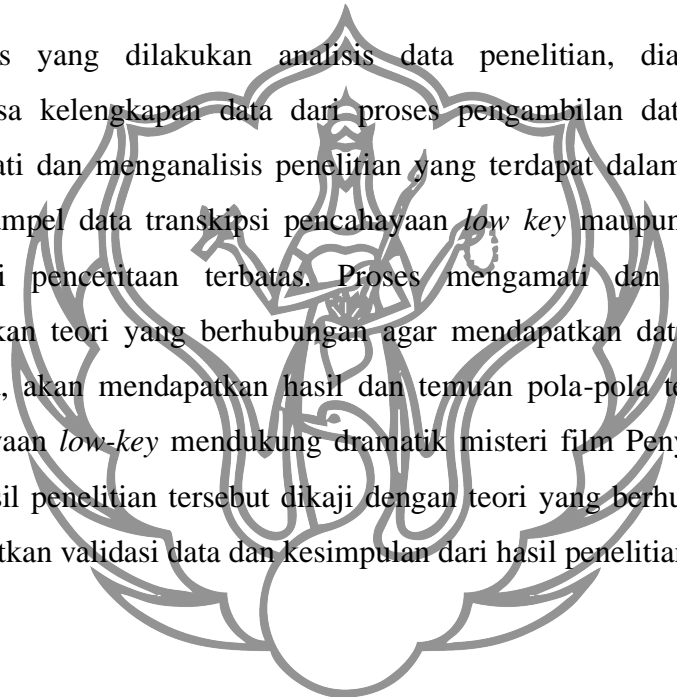 s yang dilakukan analisis data penelitian, dia
sa kelengkapan data dari proses pengambilan dat
ati dan menganalisis penelitian yang terdapat dalam
ampel data transkipsi pencahayaan low key maupun
i penceritaan terbatas. Proses mengamati dan
kan teori yang berhubungan agar mendapatkan dat
, akan mendapatkan hasil dan temuan pola-pola te
yaan low-key mendukung dramatik misteri film Peny
sil penelitian tersebut dikaji dengan teori yang berhu
tkan validasi data dan kesimpulan dari hasil penelitian